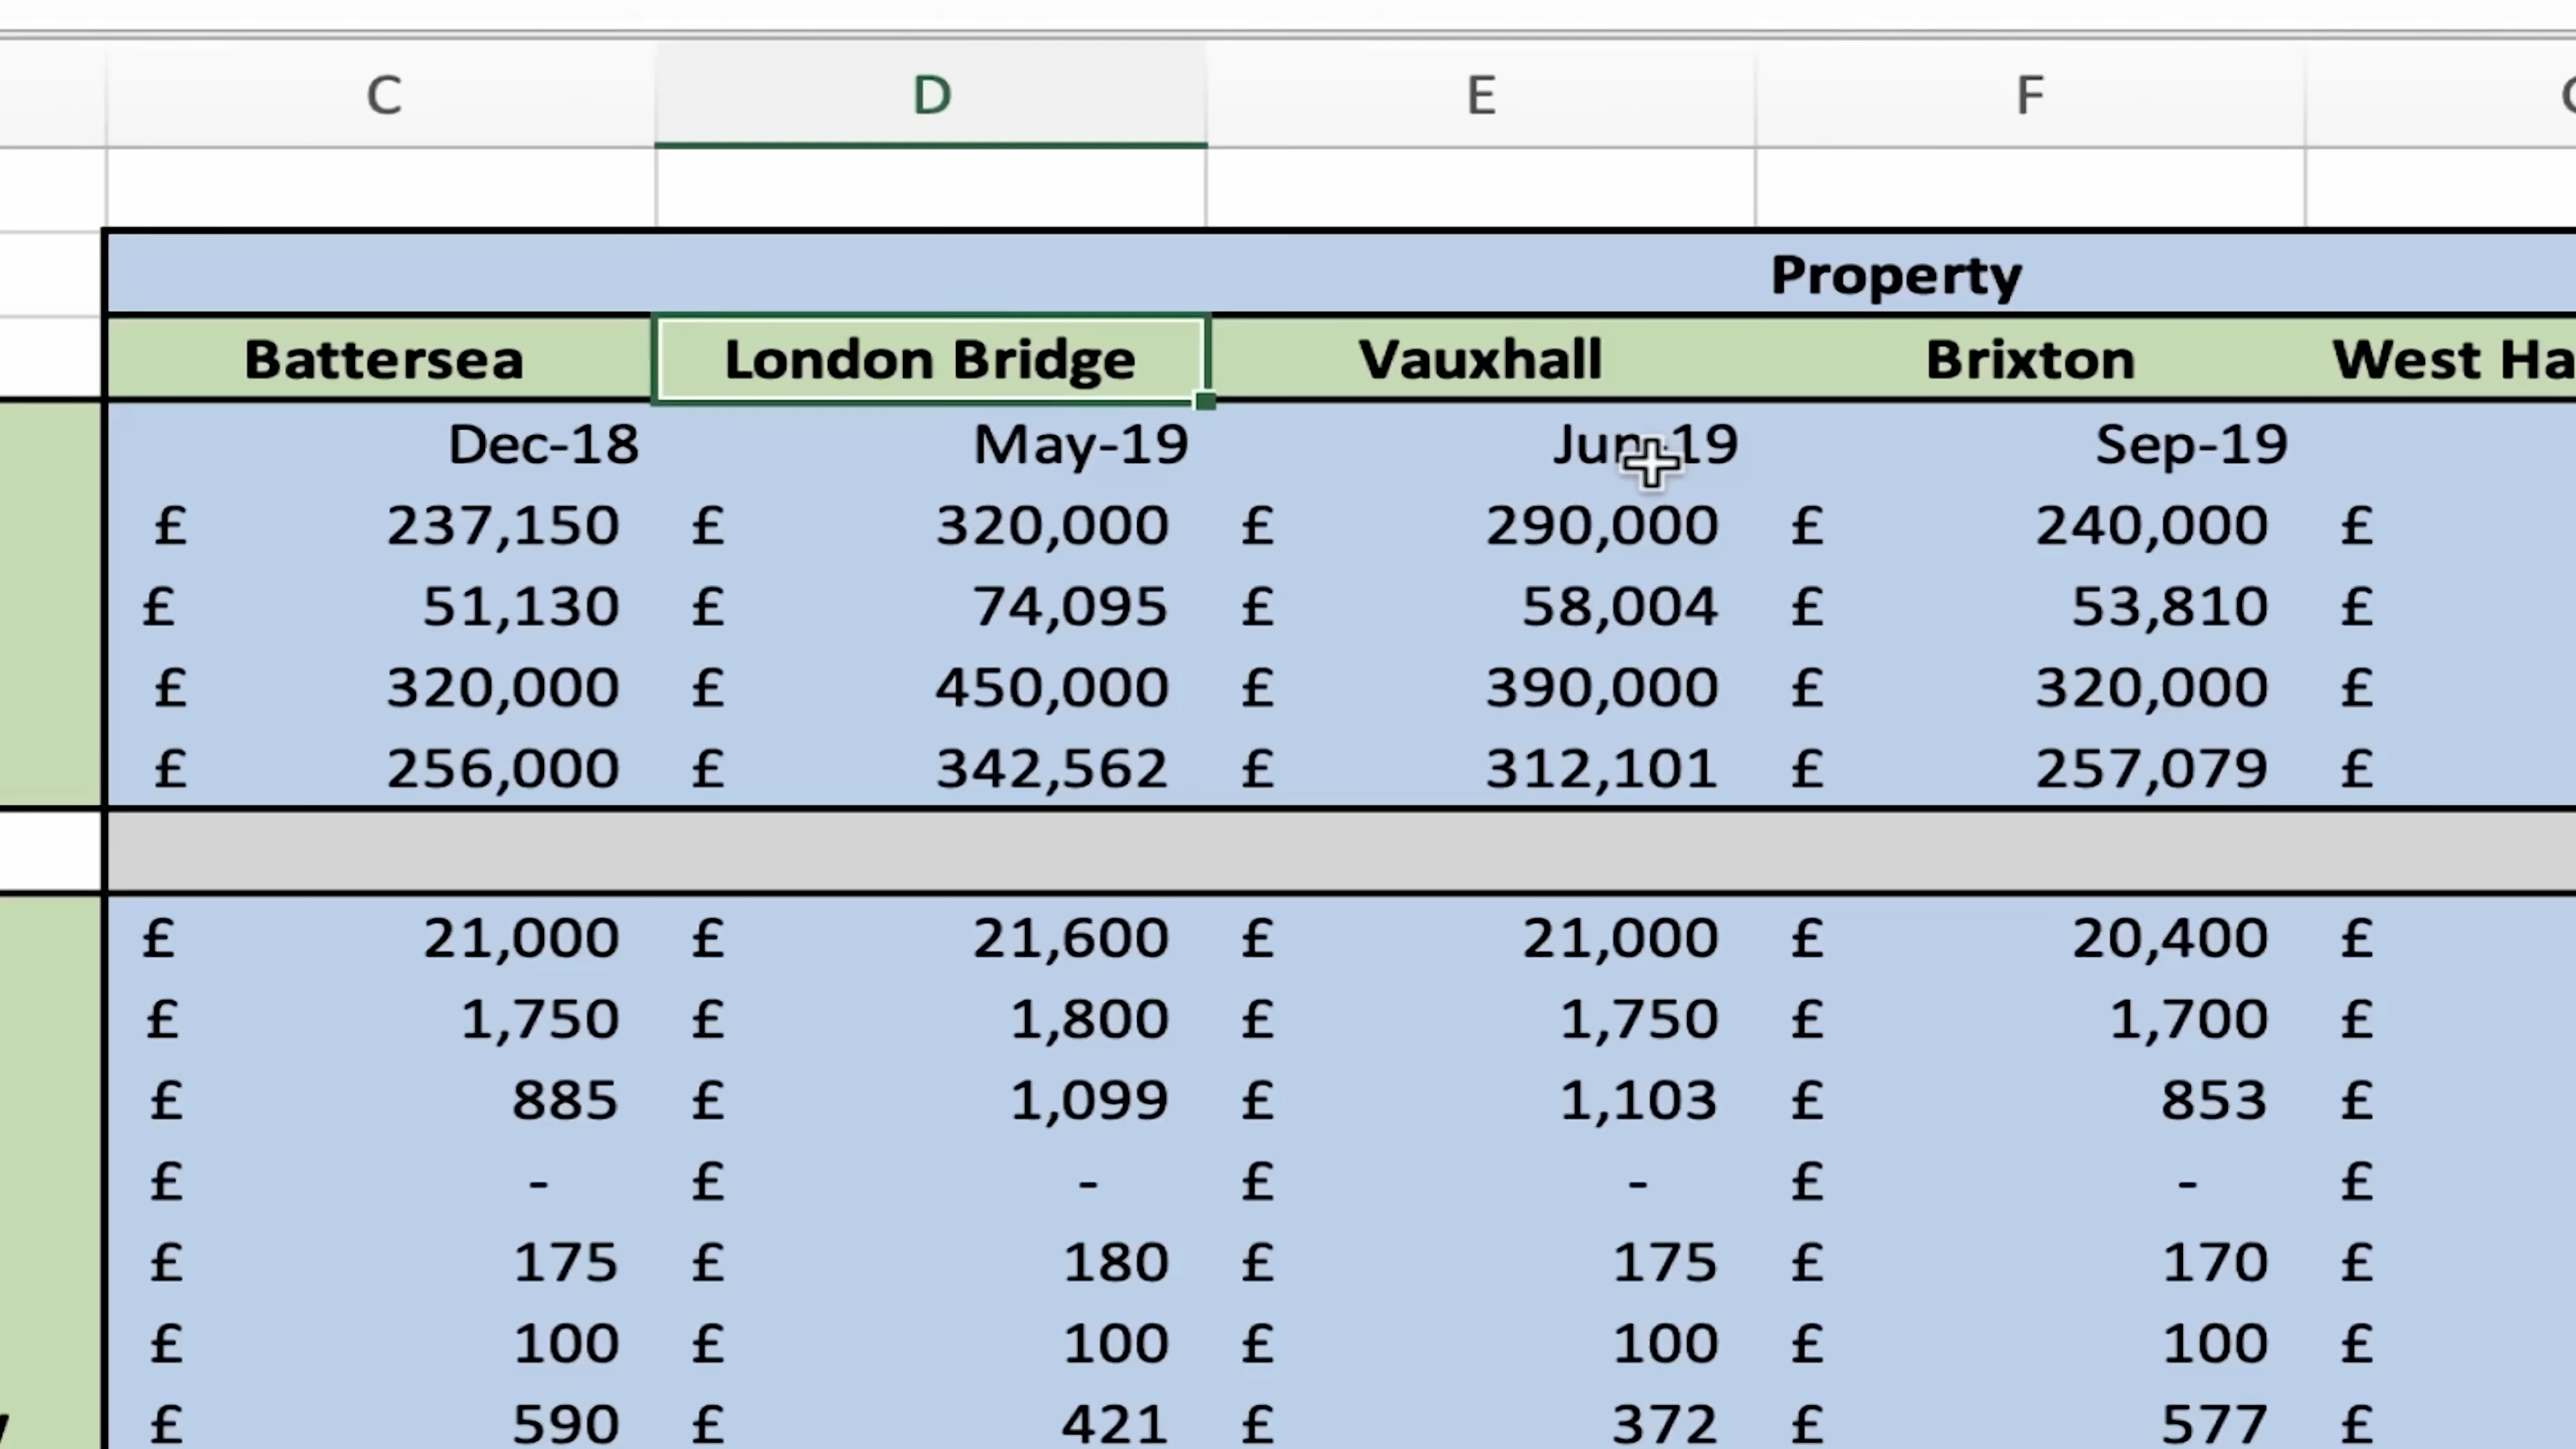 C D E F
Property
Battersea London Bridge Vauxhall Brixton West
Dec-18 May-19 Jun-19 Sep-19
£ 237,150 £ 320,000 £ 290,000 £ 240,000 £
£ 51,130 £ 74,095 £ 58,004 £ 53,810 £
£ 320,000 £ 450,000 £ 390,000 £ 320,000 £
£ 256,000 £ 342,562 £ 312,101 £ 257,079 £
£ 21,000 £ 21,600 £ 21,000 £ 20,400 £
£ 1,750 £ 1,800 £ 1,750 £ 1,700 £
£ 885 £ 1,099 £ 1,103 £ 853 £
£ - £ - £ - £ - £
£ 175 £ 180 £ 175 £ 170 £
£ 100 £ 100 £ 100 £ 100 £
£ 590 £ 421 £ 372 £ 577 £